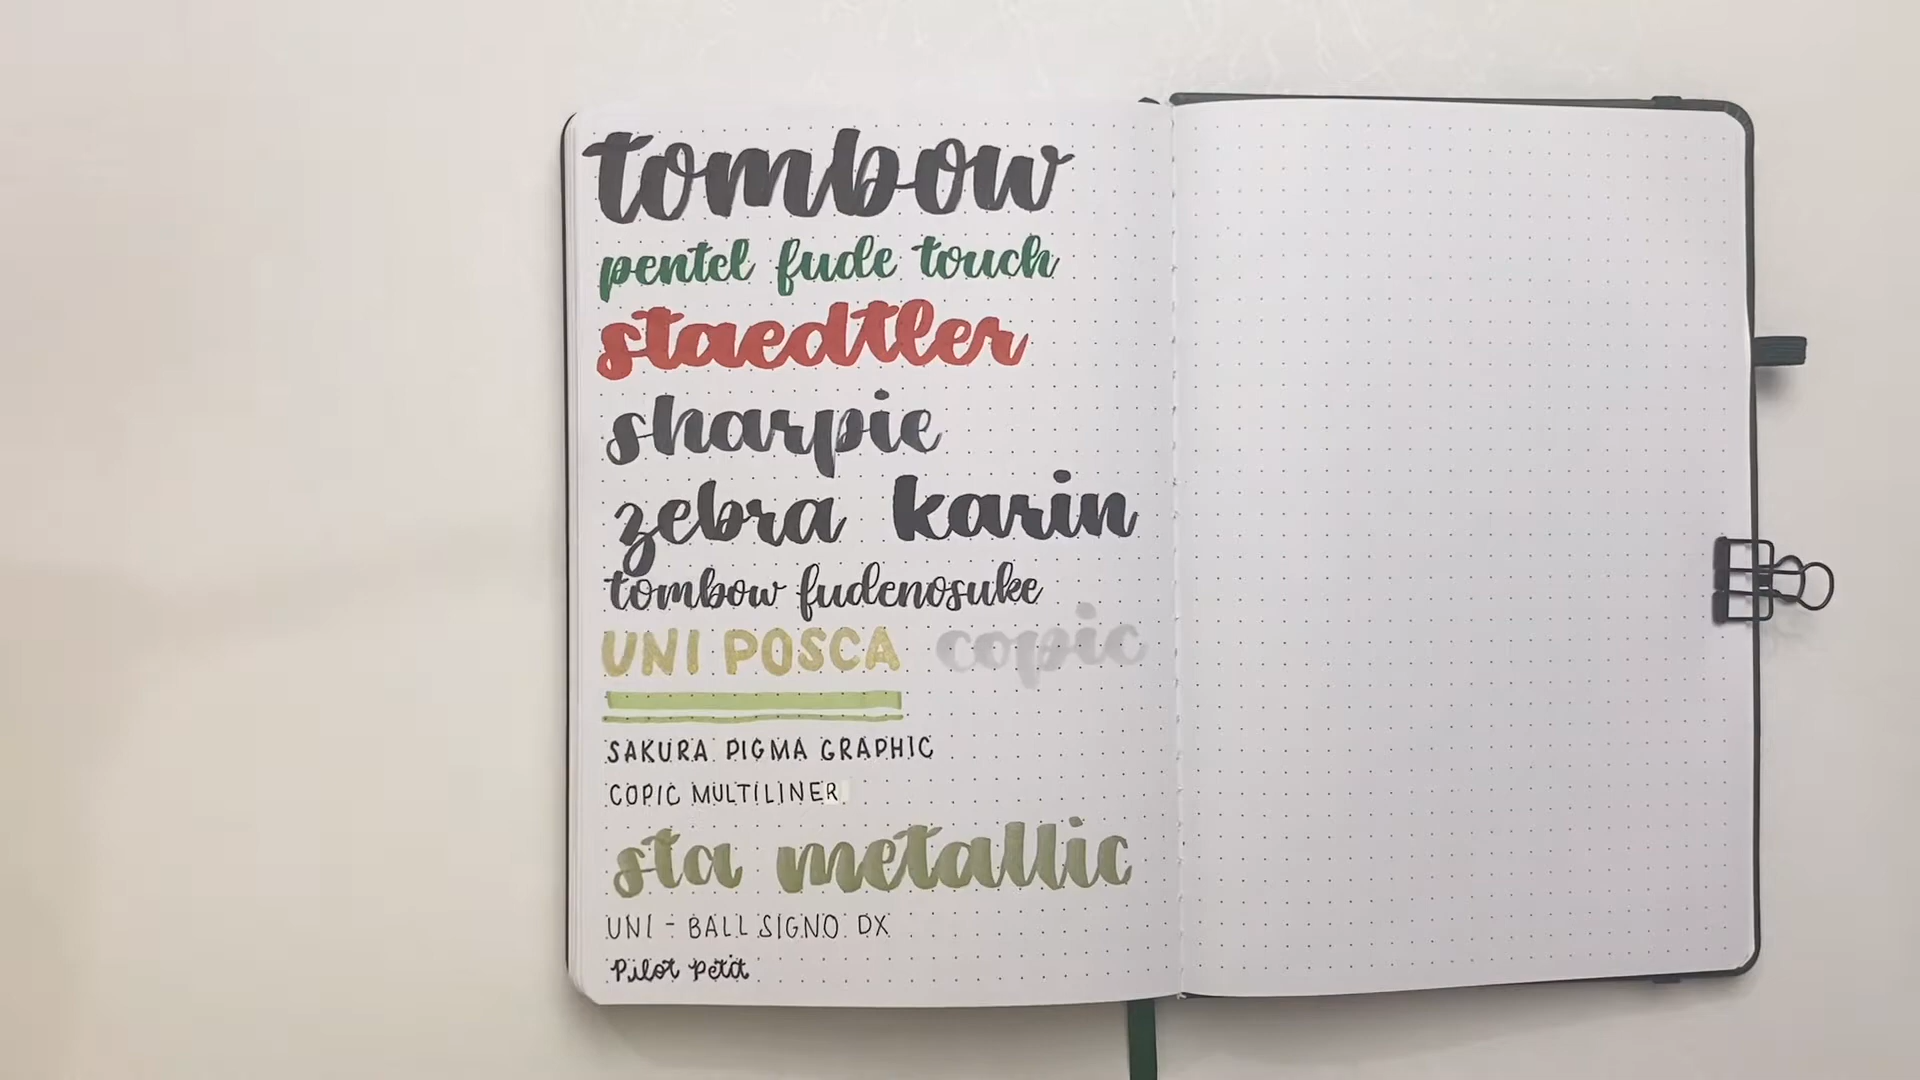 tombow
pentel fude touch
staedtler
sharpie
zebra karin
tombow fudenosuke
UNI POSCA copic
SAKURA PIGMA GRAPHIC
COPIC MULTILINER
sta metallic
UNI-BALL SIGNO DX
Pilot Petit